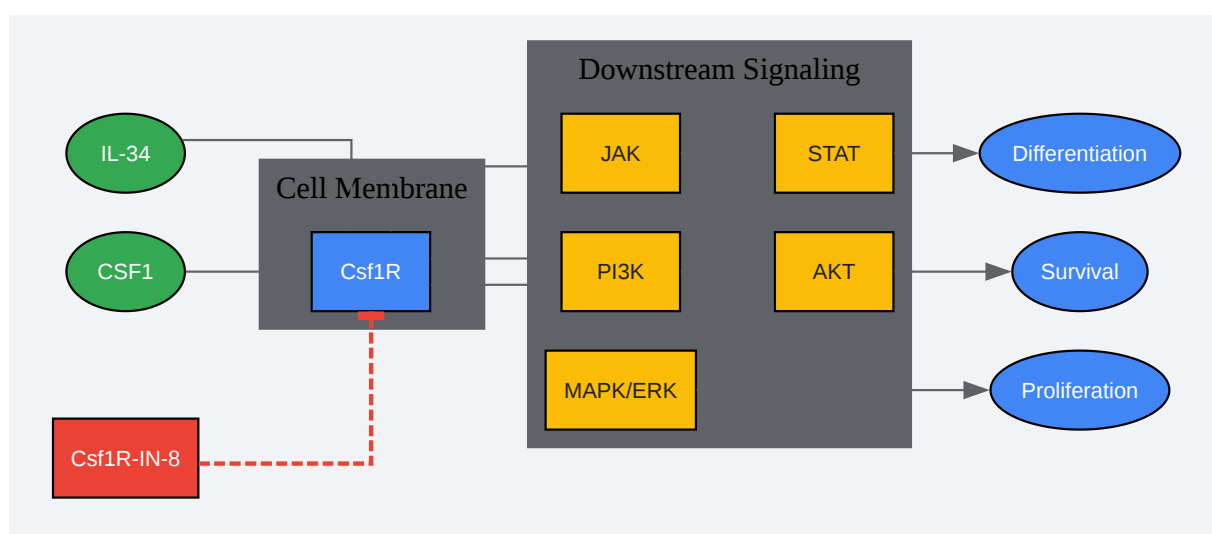 Downstream Signaling
IL-34
JAK
STAT
Differentiation
Cell Membrane
CSF1
Csf1R
PI3K
AKT
Survival
MAPK/ERK
Proliferation
Csf1R-IN-8